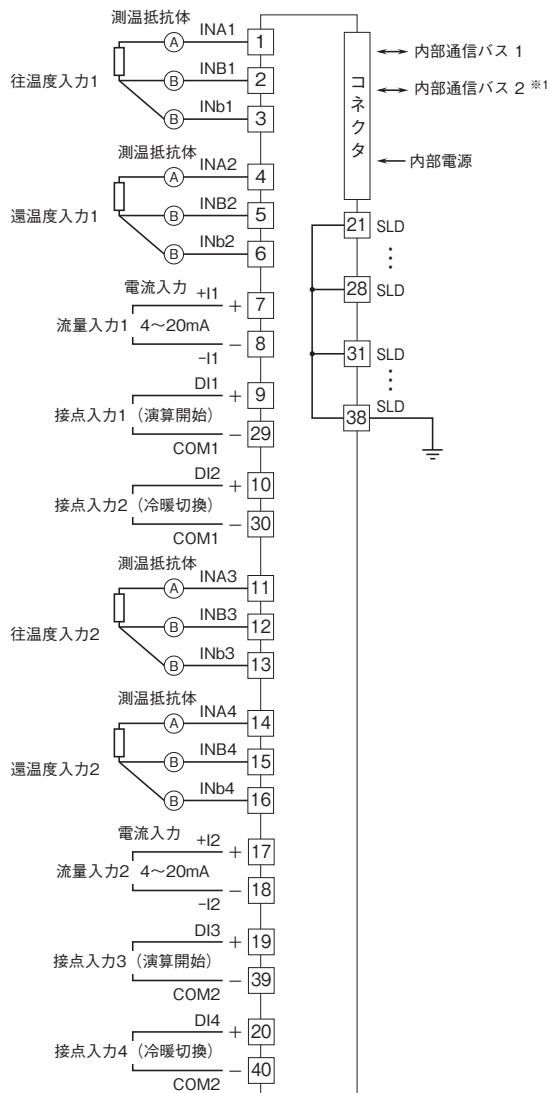 測温抵抗体
往温度入力1
A INA1 1
B INB1 2
B INb1 3
測温抵抗体
還温度入力1
A INA2 4
B INB2 5
B INb2 6
電流入力 +I1 + 7
流量入力1 4〜20mA
−I1 − 8
DI1 + 9
接点入力1（演算開始）
COM1 − 29
DI2 + 10
接点入力2（冷暖切換）
COM1 − 30
測温抵抗体
往温度入力2
A INA3 11
B INB3 12
B INb3 13
測温抵抗体
還温度入力2
A INA4 14
B INB4 15
B INb4 16
電流入力 +I2 + 17
流量入力2 4〜20mA
−I2 − 18
DI3 + 19
接点入力3（演算開始）
COM2 − 39
DI4 + 20
接点入力4（冷暖切換）
COM2 − 40
コネクタ
内部通信バス 1
内部通信バス 2 ※1
内部電源
21 SLD
⋮
28 SLD
31 SLD
⋮
38 SLD